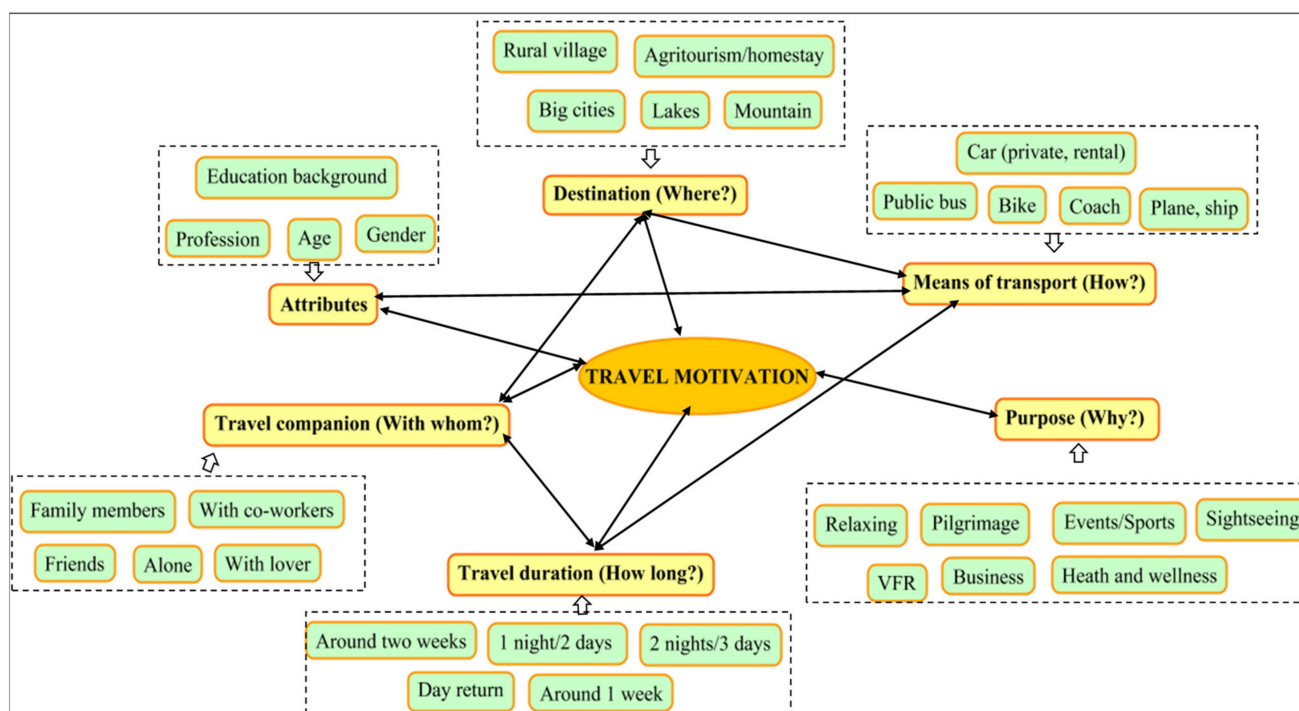 Rural village
Agritourism/homestay
Big cities
Lakes
Mountain
Destination (Where?)
Education background
Profession
Age
Gender
Attributes
Car (private, rental)
Public bus
Bike
Coach
Plane, ship
Means of transport (How?)
TRAVEL MOTIVATION
Travel companion (With whom?)
Family members
With co-workers
Friends
Alone
With lover
Purpose (Why?)
Relaxing
Pilgrimage
Events/Sports
Sightseeing
VFR
Business
Heath and wellness
Travel duration (How long?)
Around two weeks
1 night/2 days
2 nights/3 days
Day return
Around 1 week